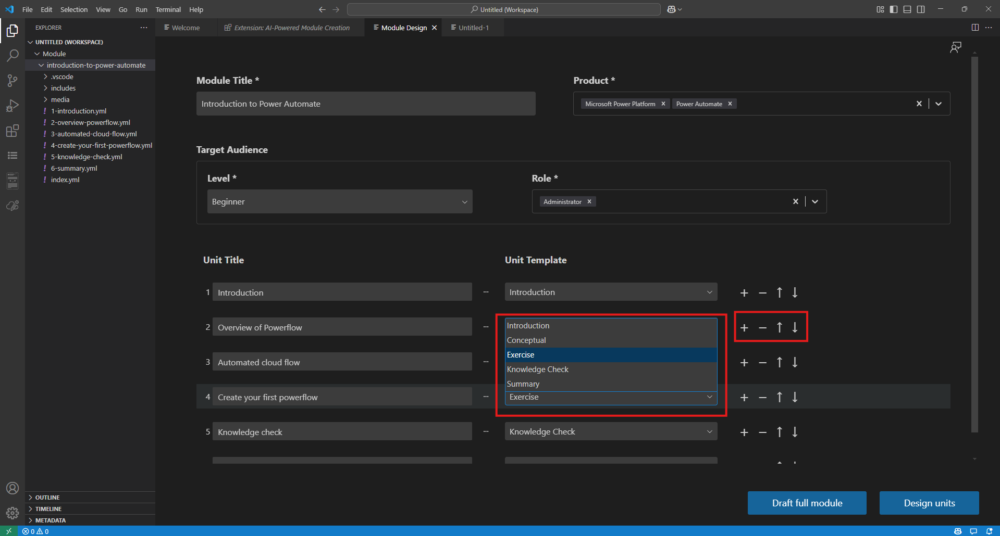 File Edit Selection View Go Run Terminal Help
Untitled (Workspace)
EXPLORER
Welcome
Extension: AI-Powered Module Creation
Module Design
Untitled-1
UNTITLED (WORKSPACE)
Module
introduction-to-power-automate
.vscode
includes
media
! 1-introduction.yml
! 2-overview-powerflow.yml
! 3-automated-cloud-flow.yml
! 4-create-your-first-powerflow.yml
! 5-knowledge-check.yml
! 6-summary.yml
! index.yml
OUTLINE
TIMELINE
METADATA
Module Title *
Introduction to Power Automate
Product *
Microsoft Power Platform
Power Automate
Target Audience
Level *
Beginner
Role *
Administrator
Unit Title
Unit Template
1 Introduction
Introduction
2 Overview of Powerflow
Introduction
Conceptual
Exercise
Knowledge Check
Summary
3 Automated cloud flow
4 Create your first powerflow
Exercise
5 Knowledge check
Knowledge Check
Draft full module
Design units
0 0